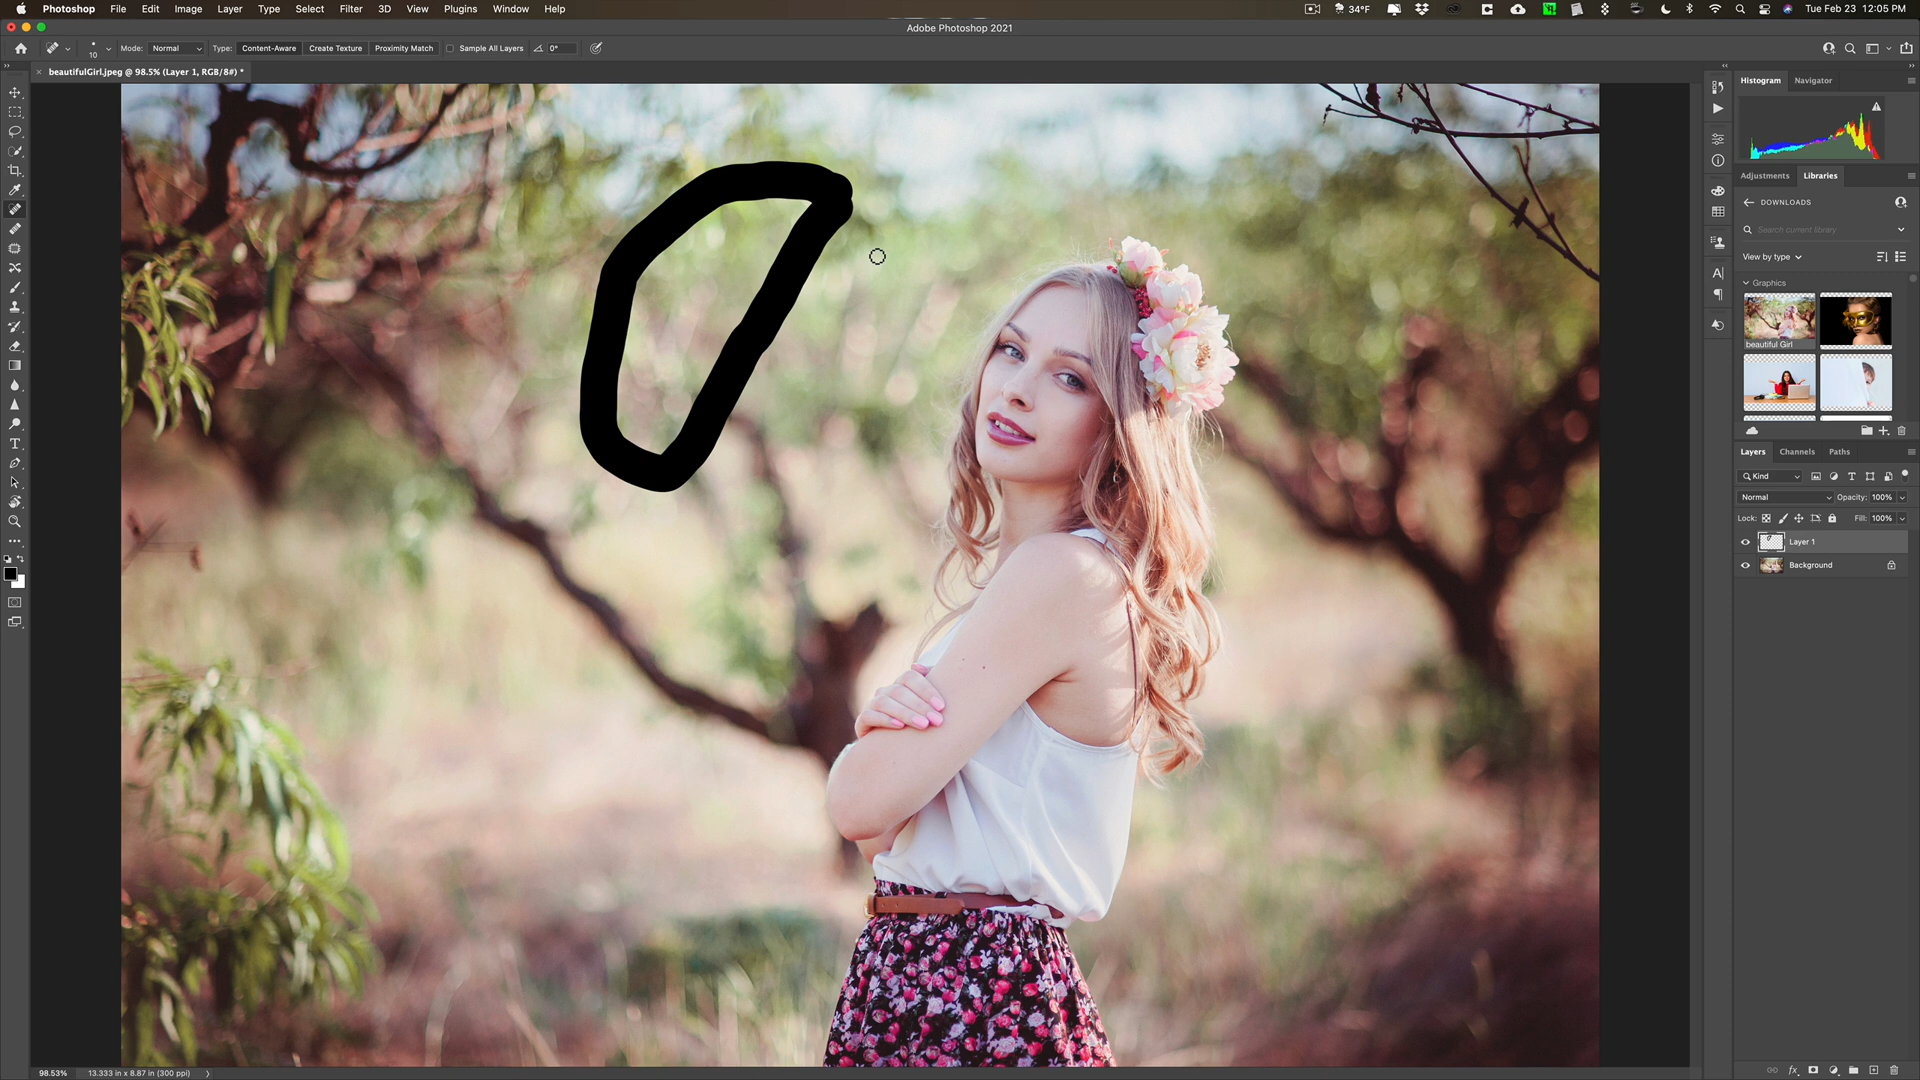 Photoshop File Edit Image Layer Type Select Filter 3D View Plugins Window Help 34°F Tue Feb 23 12:05 PM
Adobe Photoshop 2021
10 Mode: Normal Type: Content-Aware Create Texture Proximity Match Sample All Layers 0°
beautifulGirl.jpeg @ 98.5% (Layer 1, RGB/8#) *
Histogram Navigator
Adjustments Libraries
DOWNLOADS
Search current library
View by type
Graphics
beautiful Girl
Layers Channels Paths
Kind
Normal Opacity: 100%
Lock: Fill: 100%
Layer 1
Background
98.53% 13.333 in x 8.87 in (300 ppi)